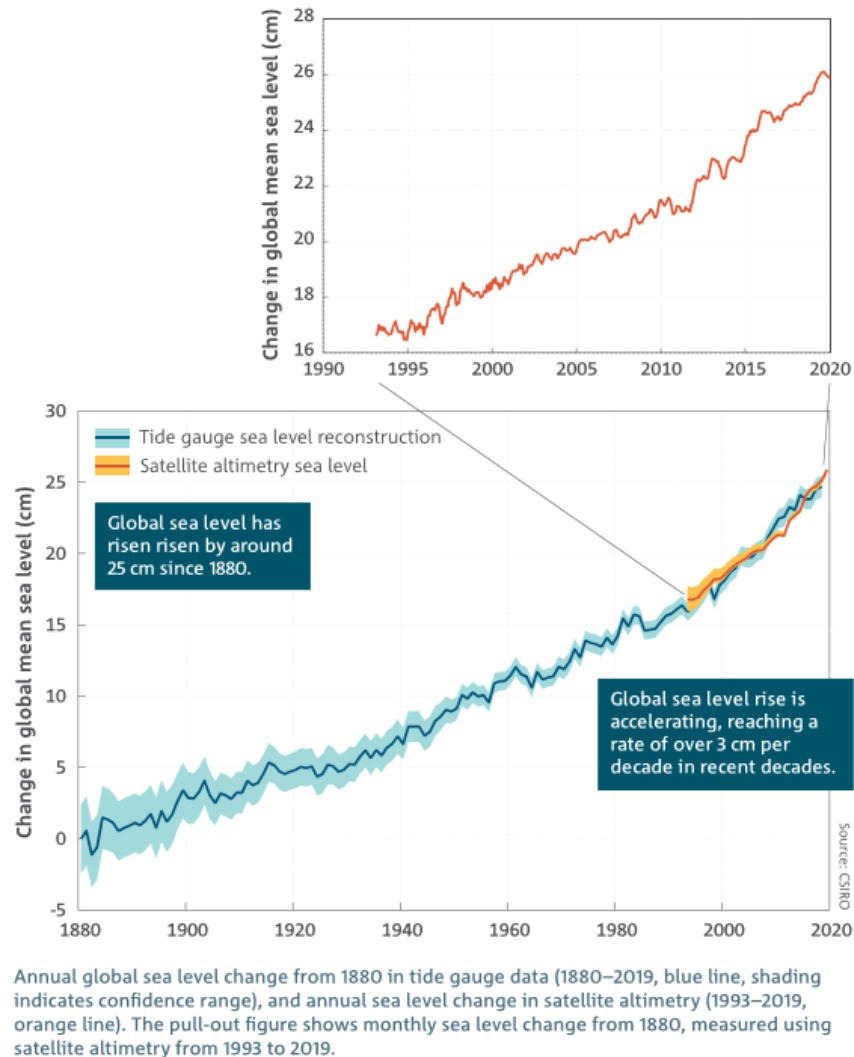 28
26
24
22
20
18
16
Change in global mean sea level (cm)
1990 1995 2000 2005 2010 2015 2020
30
25
20
15
10
5
0
-5
Change in global mean sea level (cm)
Tide gauge sea level reconstruction
Satellite altimetry sea level
Global sea level has
risen risen by around
25 cm since 1880.
Global sea level rise is
accelerating, reaching a
rate of over 3 cm per
decade in recent decades.
Source: CSIRO
1880 1900 1920 1940 1960 1980 2000 2020
Annual global sea level change from 1880 in tide gauge data (1880–2019, blue line, shading
indicates confidence range), and annual sea level change in satellite altimetry (1993–2019,
orange line). The pull-out figure shows monthly sea level change from 1880, measured using
satellite altimetry from 1993 to 2019.